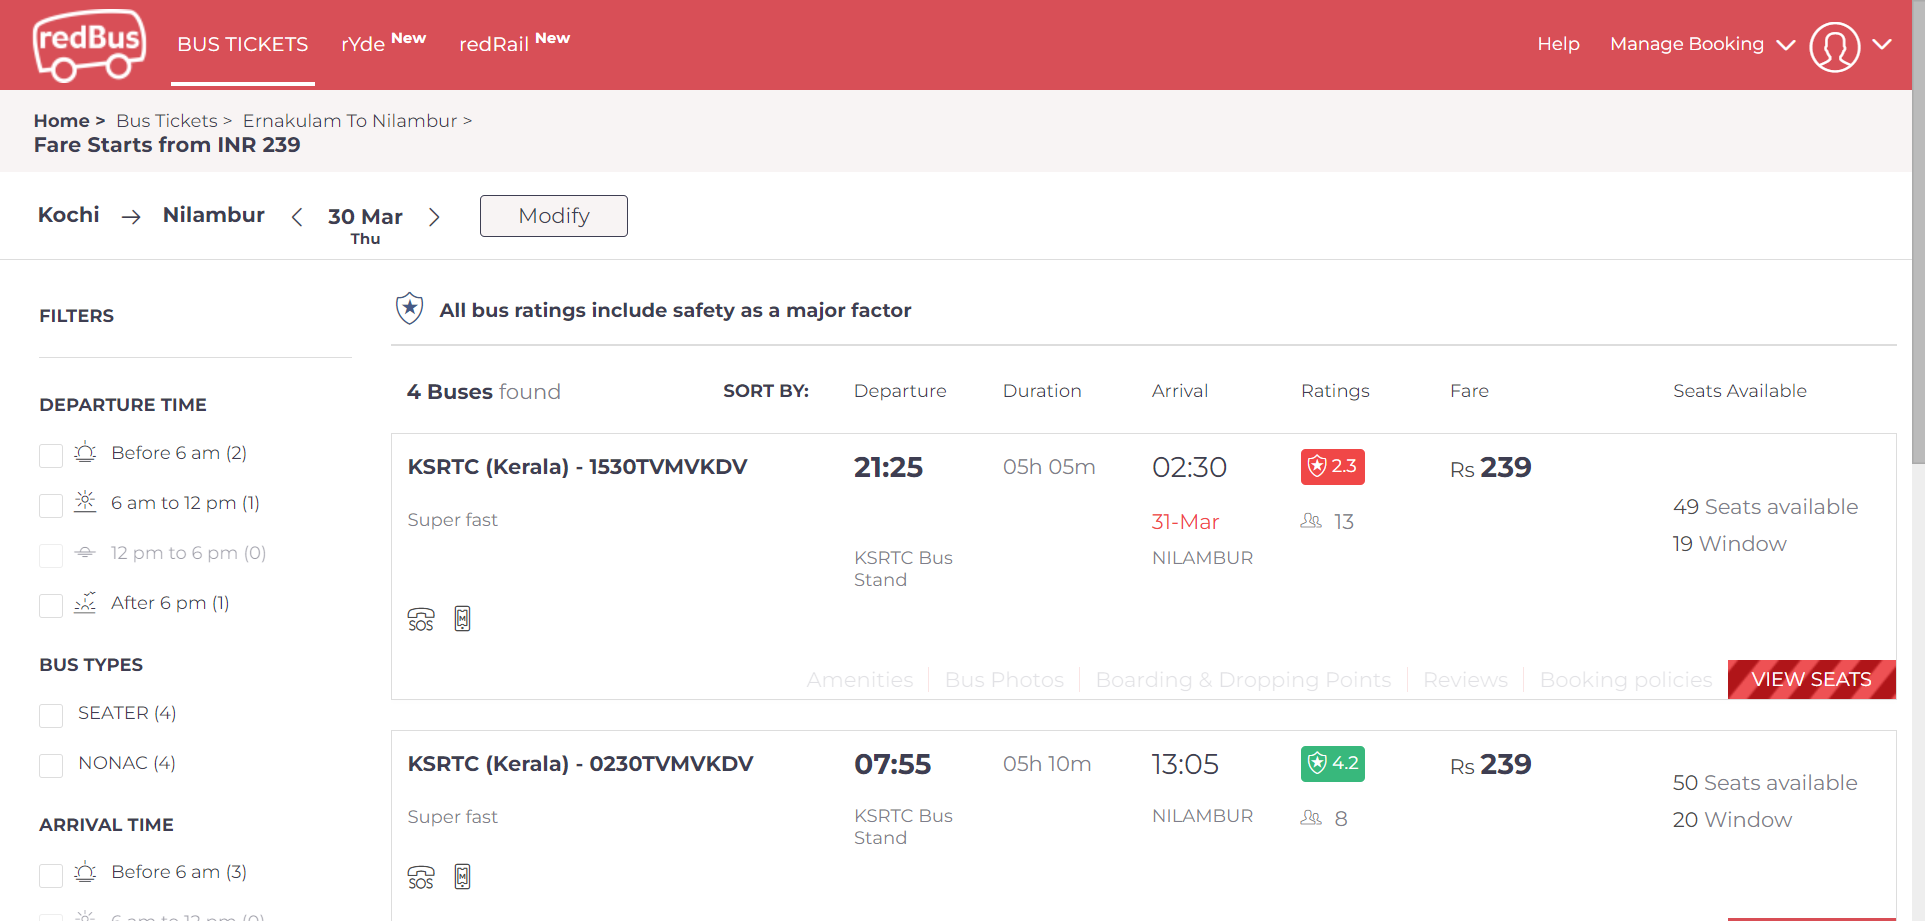 redBus
BUS TICKETS rYde New redRail New Help Manage Booking
Home > Bus Tickets > Ernakulam To Nilambur >
Fare Starts from INR 239
Kochi → Nilambur < 30 Mar > Modify
Thu
FILTERS
DEPARTURE TIME
Before 6 am (2)
6 am to 12 pm (1)
12 pm to 6 pm (0)
After 6 pm (1)
BUS TYPES
SEATER (4)
NONAC (4)
ARRIVAL TIME
Before 6 am (3)
6 am to 12 pm (0)
All bus ratings include safety as a major factor
4 Buses found SORT BY: Departure Duration Arrival Ratings Fare Seats Available
KSRTC (Kerala) - 1530TVMVKDV 21:25 05h 05m 02:30 2.3 Rs 239
49 Seats available
Super fast 31-Mar 13
19 Window
KSRTC Bus NILAMBUR
Stand
SOS M
Amenities Bus Photos Boarding & Dropping Points Reviews Booking policies VIEW SEATS
KSRTC (Kerala) - 0230TVMVKDV 07:55 05h 10m 13:05 4.2 Rs 239
50 Seats available
Super fast KSRTC Bus NILAMBUR 8 20 Window
Stand
SOS M